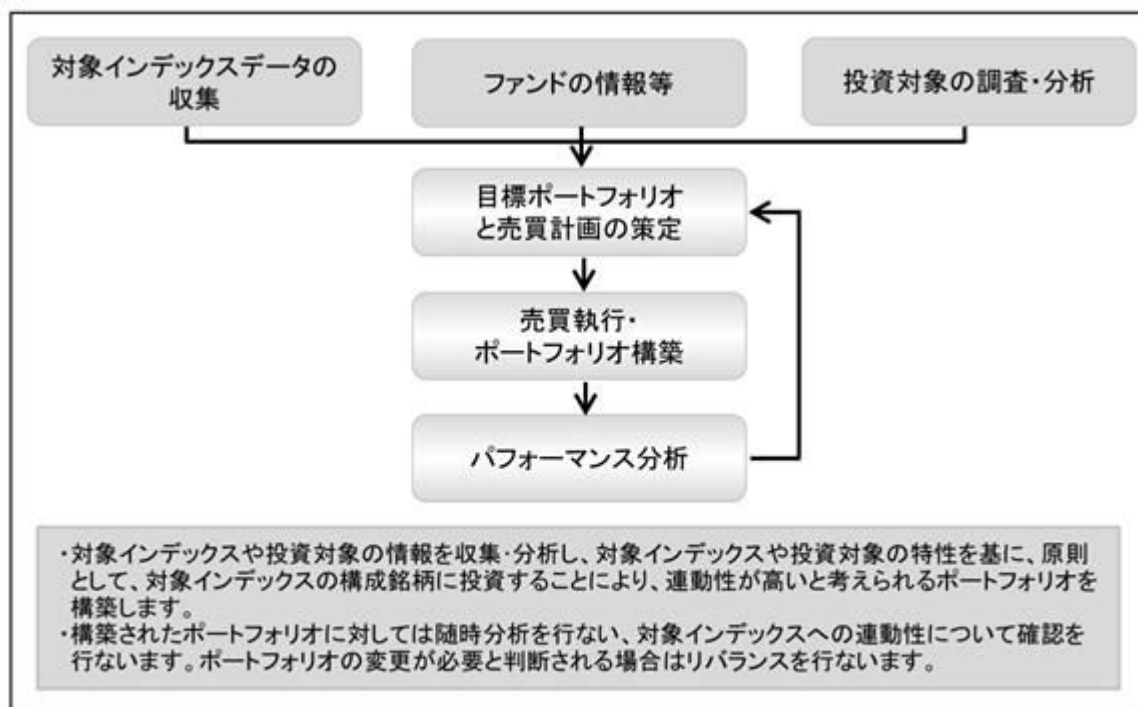 対象インデックスデータの
収集
ファンドの情報等
投資対象の調査・分析
目標ポートフォリオ
と売買計画の策定
売買執行・
ポートフォリオ構築
パフォーマンス分析
・対象インデックスや投資対象の情報を収集・分析し、対象インデックスや投資対象の特性を基に、原則
として、対象インデックスの構成銘柄に投資することにより、連動性が高いと考えられるポートフォリオを
構築します。
・構築されたポートフォリオに対しては随時分析を行ない、対象インデックスへの連動性について確認を
行ないます。ポートフォリオの変更が必要と判断される場合はリバランスを行ないます。